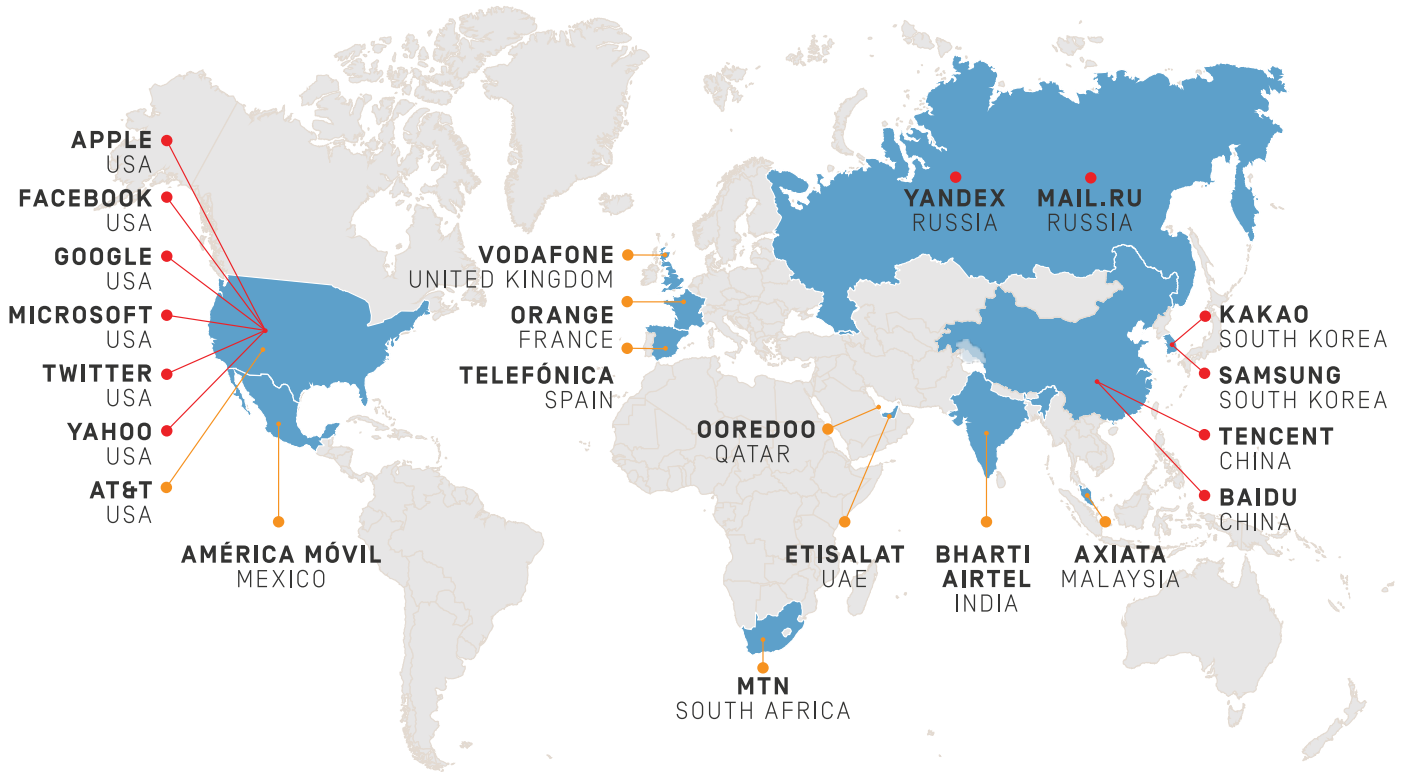 APPLE
USA
FACEBOOK
USA
GOOGLE
USA
MICROSOFT
USA
TWITTER
USA
YAHOO
USA
AT&T
USA
AMÉRICA MÓVIL
MEXICO
VODAFONE
UNITED KINGDOM
ORANGE
FRANCE
TELEFÓNICA
SPAIN
OOREDOO
QATAR
ETISALAT
UAE
BHARTI
AIRTEL
INDIA
AXIATA
MALAYSIA
MTN
SOUTH AFRICA
YANDEX
RUSSIA
MAIL.RU
RUSSIA
KAKAO
SOUTH KOREA
SAMSUNG
SOUTH KOREA
TENCENT
CHINA
BAIDU
CHINA